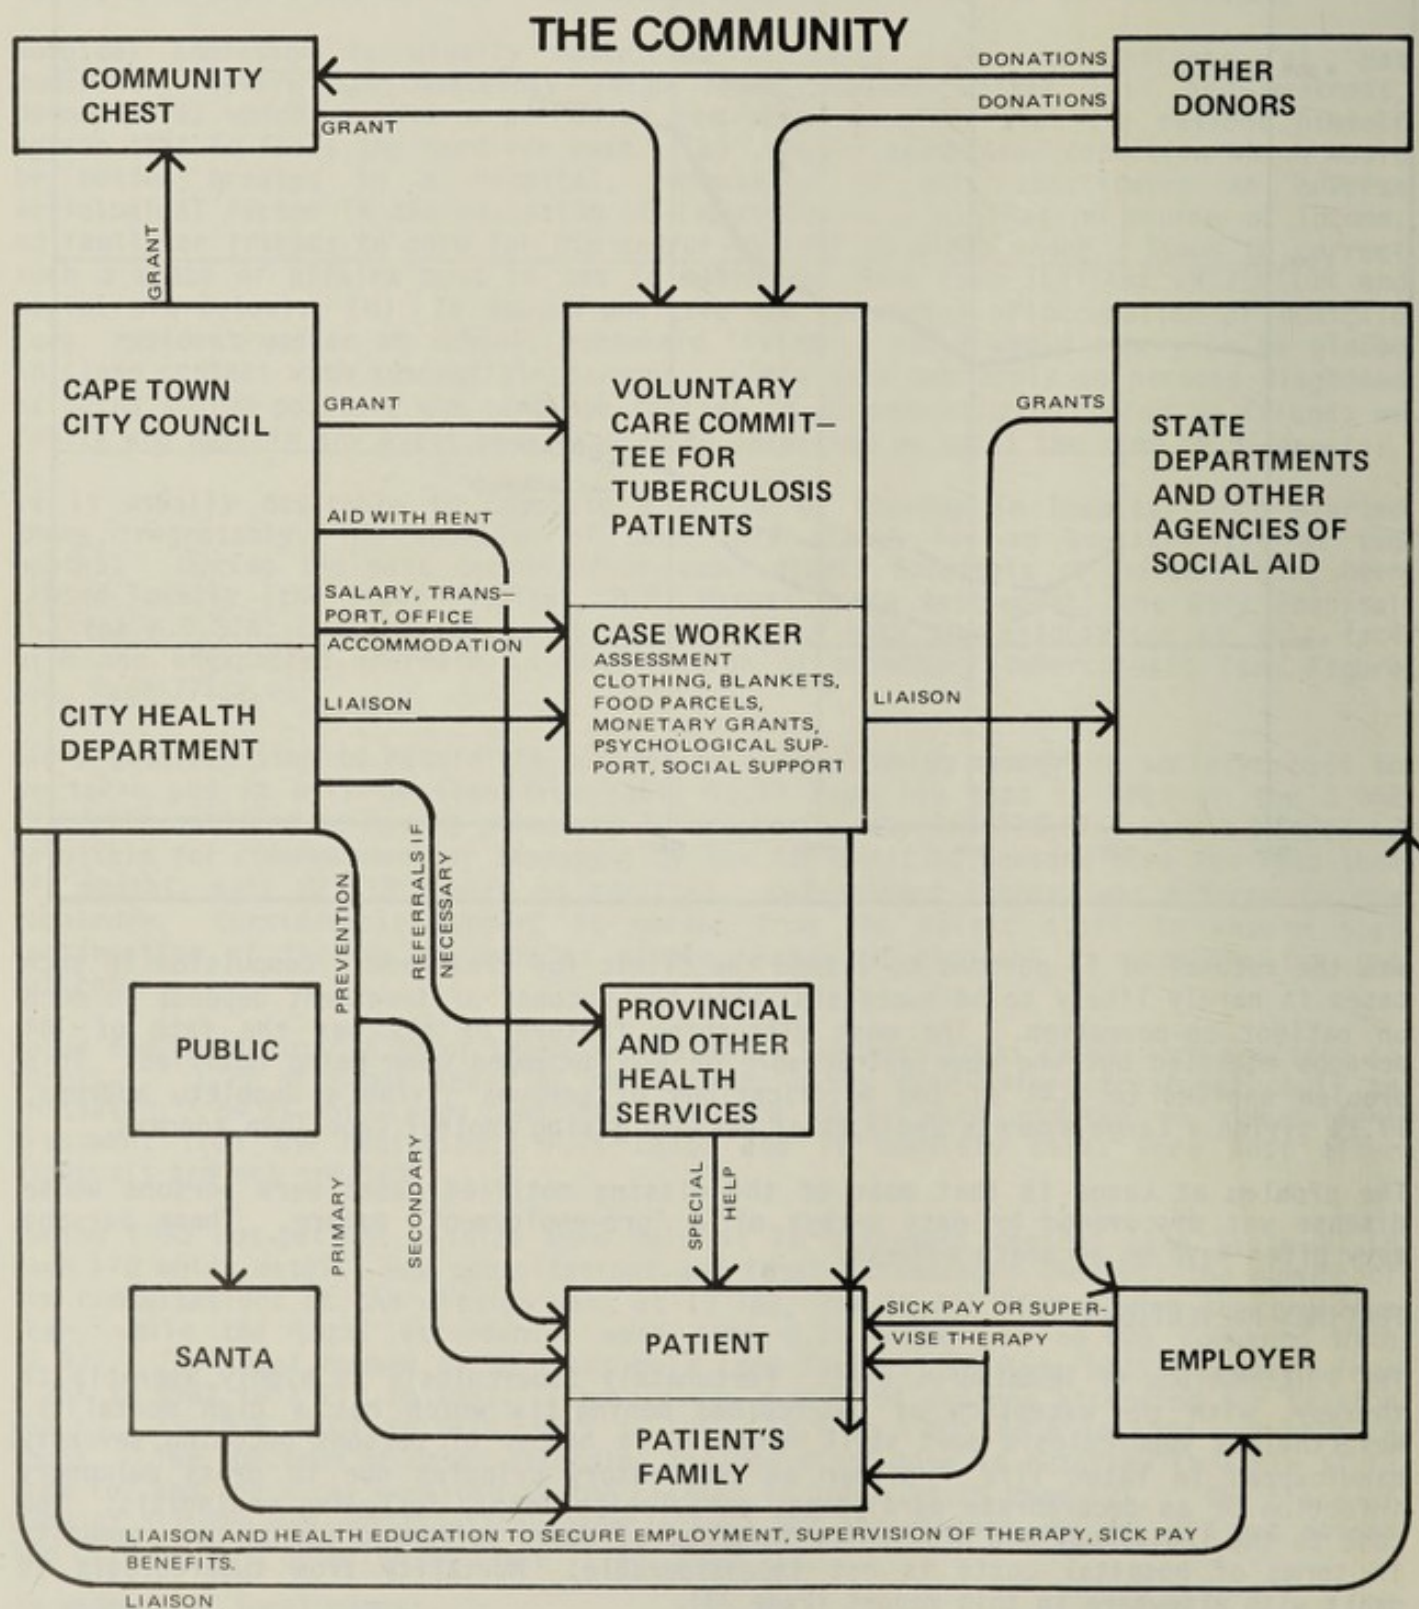 THE COMMUNITY
COMMUNITY
CHEST
DONATIONS
DONATIONS
OTHER
DONORS
GRANT
GRANT
CAPE TOWN
CITY COUNCIL
GRANT
AID WITH RENT
SALARY, TRANS–
PORT, OFFICE
ACCOMMODATION
CITY HEALTH
DEPARTMENT
LIAISON
VOLUNTARY
CARE COMMIT–
TEE FOR
TUBERCULOSIS
PATIENTS
CASE WORKER
ASSESSMENT
CLOTHING, BLANKETS,
FOOD PARCELS,
MONETARY GRANTS,
PSYCHOLOGICAL SUP-
PORT, SOCIAL SUPPORT
LIAISON
GRANTS
STATE
DEPARTMENTS
AND OTHER
AGENCIES OF
SOCIAL AID
PREVENTION
REFERRALS IF
NECESSARY
PUBLIC
PROVINCIAL
AND OTHER
HEALTH
SERVICES
PRIMARY
SECONDARY
SPECIAL
HELP
SANTA
PATIENT
PATIENT'S
FAMILY
SICK PAY OR SUPER-
VISE THERAPY
EMPLOYER
LIAISON AND HEALTH EDUCATION TO SECURE EMPLOYMENT, SUPERVISION OF THERAPY, SICK PAY
BENEFITS.
LIAISON